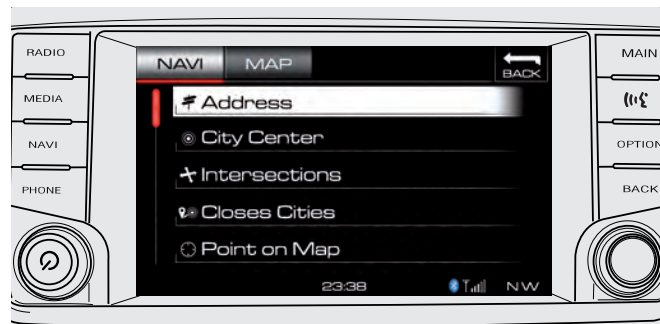 RADIO
MEDIA
NAVI
PHONE
NAVI
MAP
BACK
Address
City Center
Intersections
Closes Cities
Point on Map
23:38
NW
MAIN
OPTION
BACK